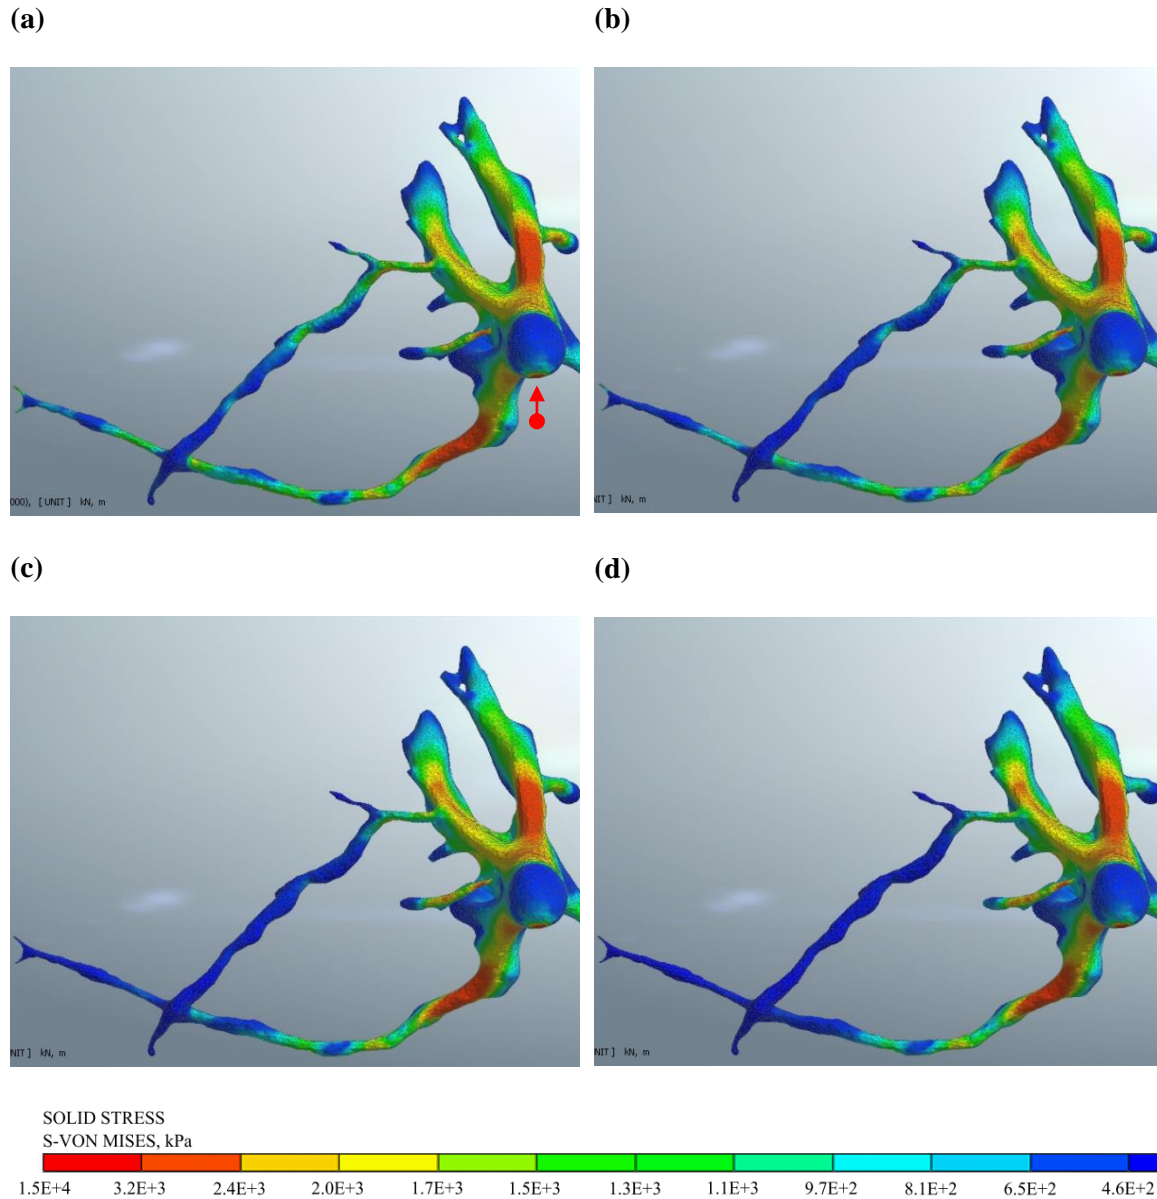 (a)
(b)
000), [ UNIT ] kN, m
NIT ] kN, m
(c)
(d)
NIT ] kN, m
UNIT ] kN, m
SOLID STRESS
S-VON MISES, kPa
1.5E+4 3.2E+3 2.4E+3 2.0E+3 1.7E+3 1.5E+3 1.3E+3 1.1E+3 9.7E+2 8.1E+2 6.5E+2 4.6E+2